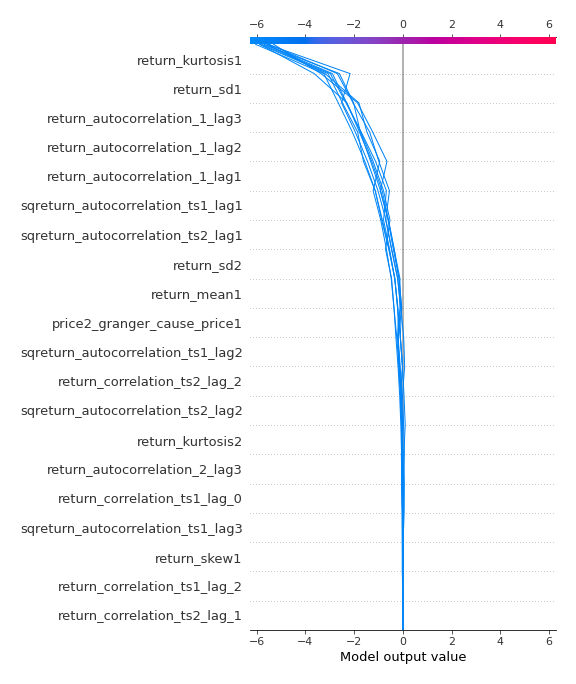 −6 −4 −2 0 2 4 6
return_kurtosis1
return_sd1
return_autocorrelation_1_lag3
return_autocorrelation_1_lag2
return_autocorrelation_1_lag1
sqreturn_autocorrelation_ts1_lag1
sqreturn_autocorrelation_ts2_lag1
return_sd2
return_mean1
price2_granger_cause_price1
sqreturn_autocorrelation_ts1_lag2
return_correlation_ts2_lag_2
sqreturn_autocorrelation_ts2_lag2
return_kurtosis2
return_autocorrelation_2_lag3
return_correlation_ts1_lag_0
sqreturn_autocorrelation_ts1_lag3
return_skew1
return_correlation_ts1_lag_2
return_correlation_ts2_lag_1
−6 −4 −2 0 2 4 6
Model output value